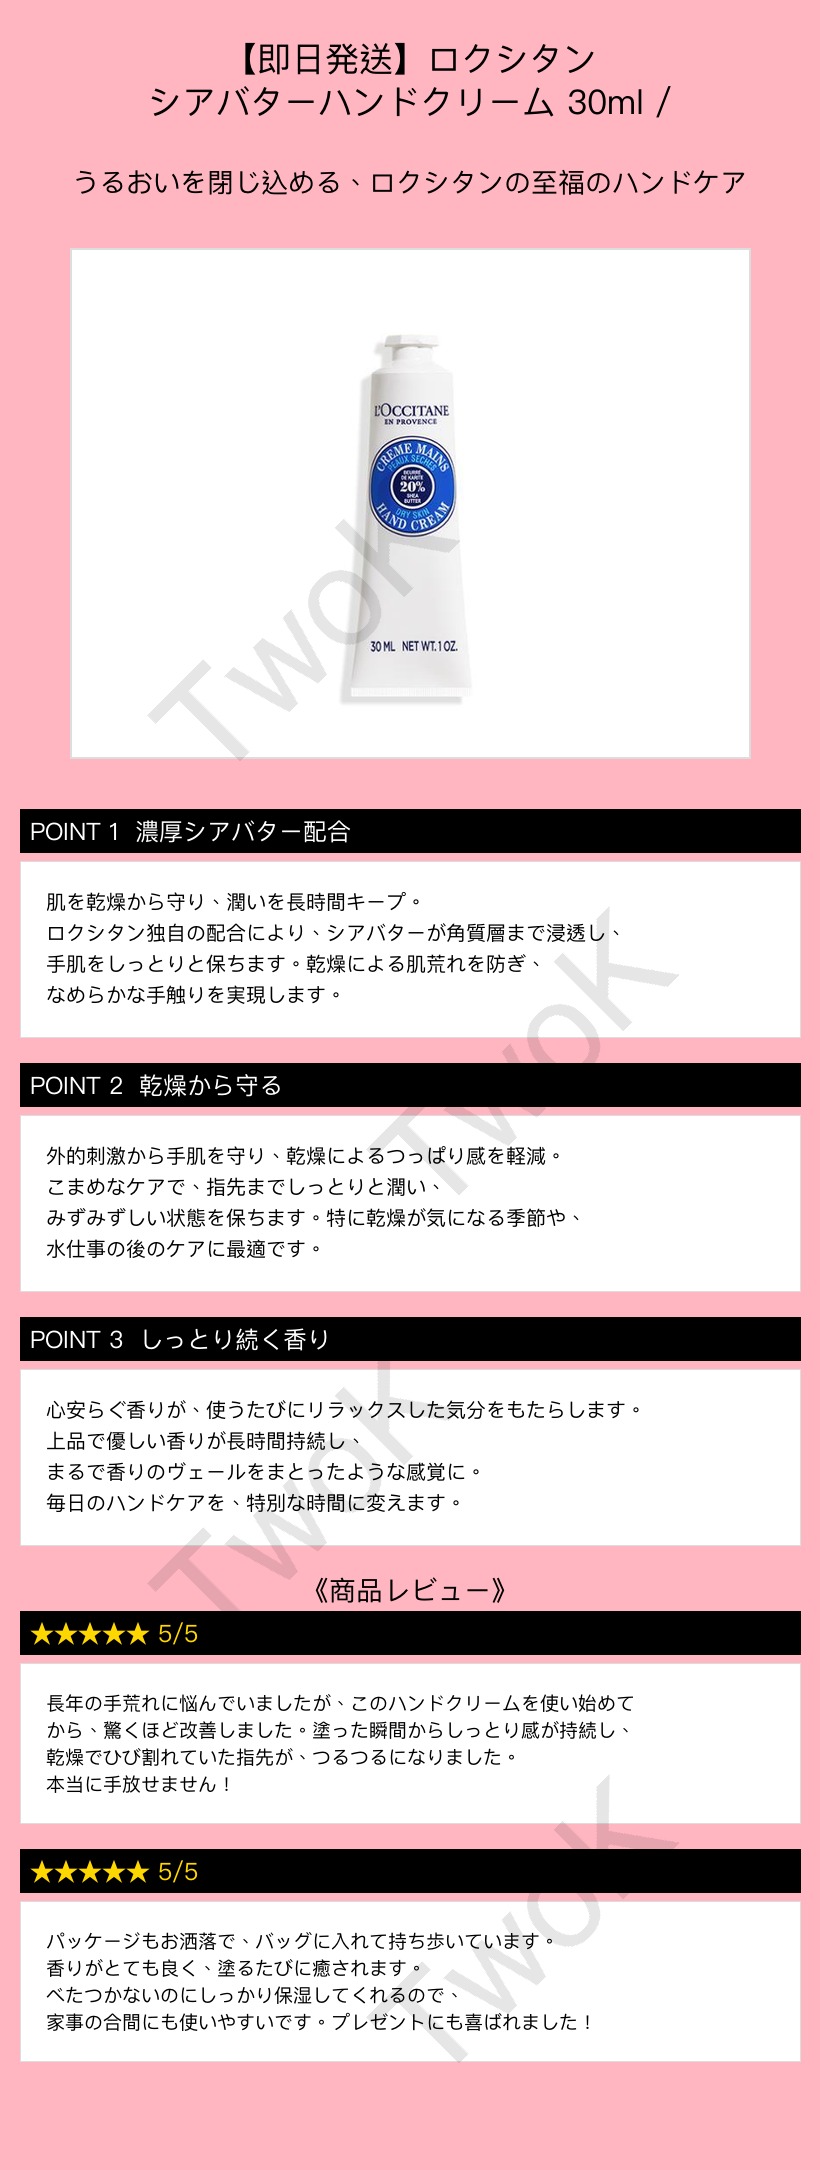 【即日発送】ロクシタン
シアバターハンドクリーム 30ml /
うるおいを閉じ込める、ロクシタンの至福のハンドケア
L'OCCITANE
EN PROVENCE
CREME MAINS
PEAUX SECHES
BEURRE
DE KARITE
20%
SHEA
BUTTER
DRY SKIN
HAND CREAM
30 ML NET WT. 1 OZ.
TwoK
POINT 1 濃厚シアバター配合
肌を乾燥から守り、潤いを長時間キープ。
ロクシタン独自の配合により、シアバターが角質層まで浸透し、
手肌をしっとりと保ちます。乾燥による肌荒れを防ぎ、
なめらかな手触りを実現します。
TwoK
POINT 2 乾燥から守る
外的刺激から手肌を守り、乾燥によるつっぱり感を軽減。
こまめなケアで、指先までしっとりと潤い、
みずみずしい状態を保ちます。特に乾燥が気になる季節や、
水仕事の後のケアに最適です。
POINT 3 しっとり続く香り
心安らぐ香りが、使うたびにリラックスした気分をもたらします。
上品で優しい香りが長時間持続し、
まるで香りのヴェールをまとったような感覚に。
毎日のハンドケアを、特別な時間に変えます。
TwoK
《商品レビュー》
★★★★★ 5/5
長年の手荒れに悩んでいましたが、このハンドクリームを使い始めて
から、驚くほど改善しました。塗った瞬間からしっとり感が持続し、
乾燥でひび割れていた指先が、つるつるになりました。
本当に手放せません！
★★★★★ 5/5
パッケージもお洒落で、バッグに入れて持ち歩いています。
香りがとても良く、塗るたびに癒されます。
べたつかないのにしっかり保湿してくれるので、
家事の合間にも使いやすいです。プレゼントにも喜ばれました！
TwoK